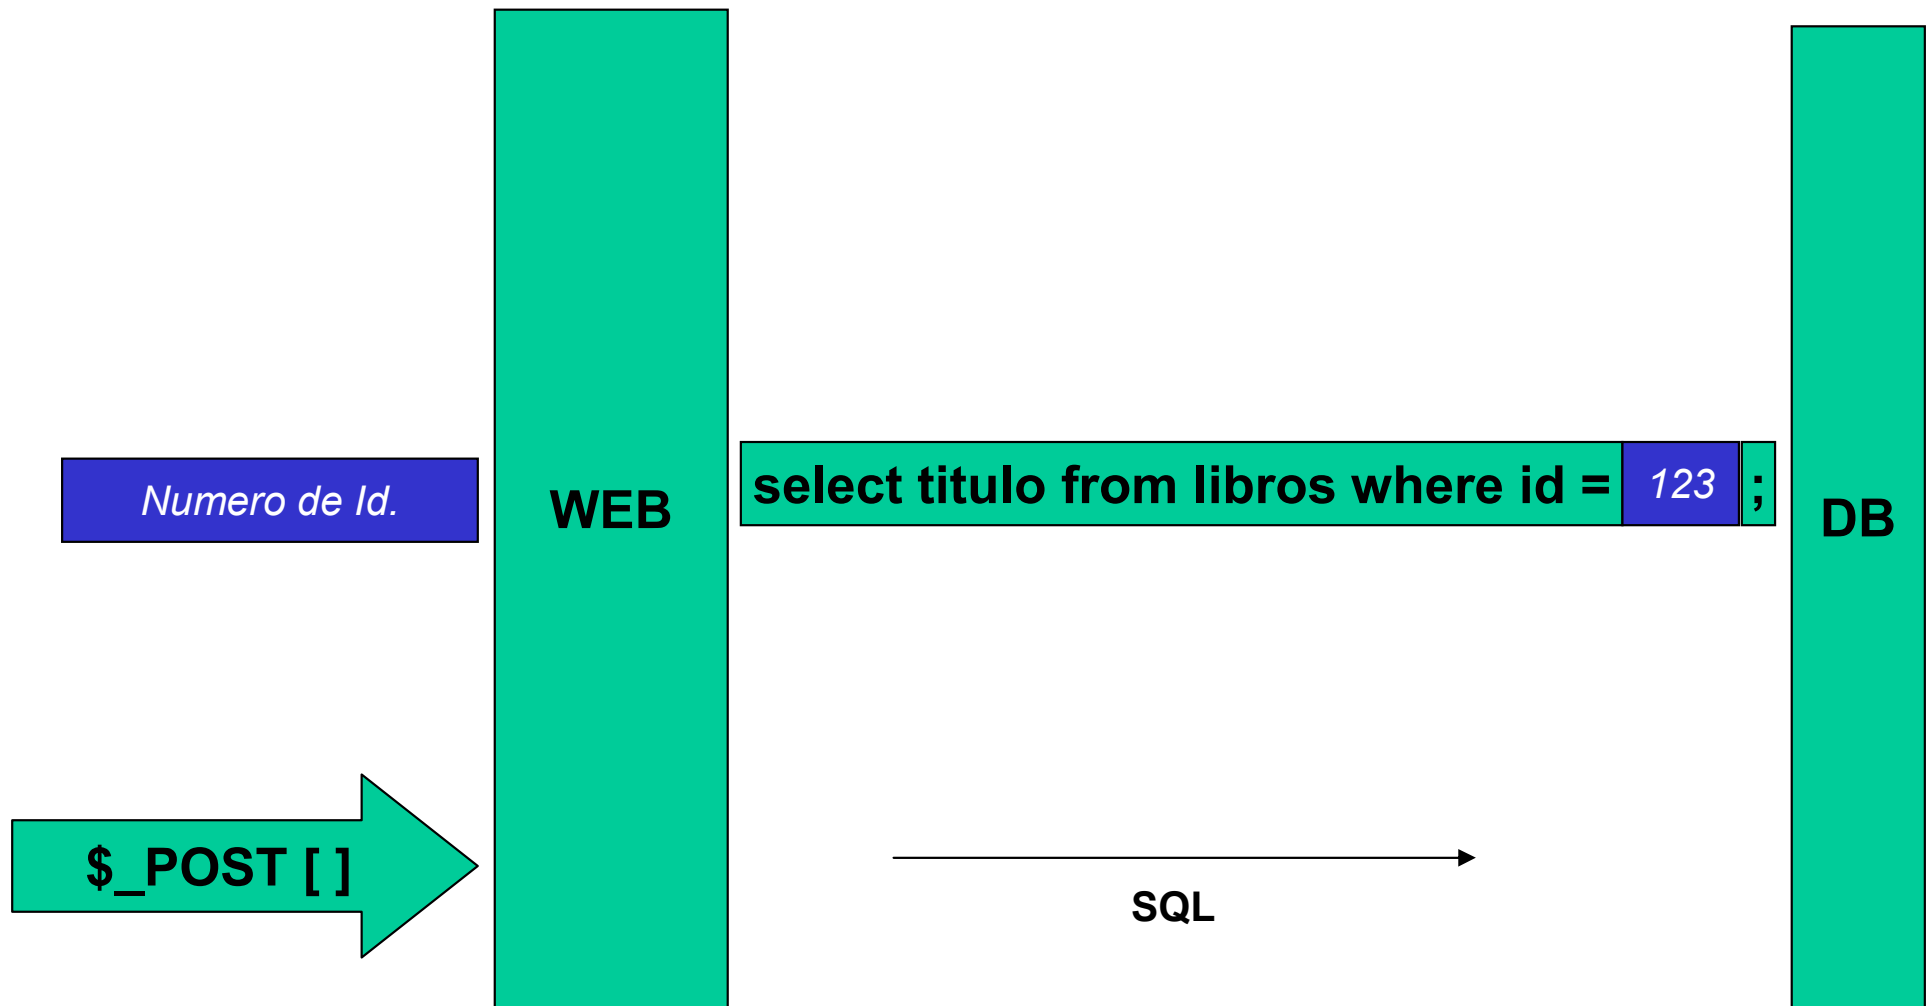 Numero de Id.
WEB
select titulo from libros where id = 123 ;
DB
$_POST [ ]
SQL